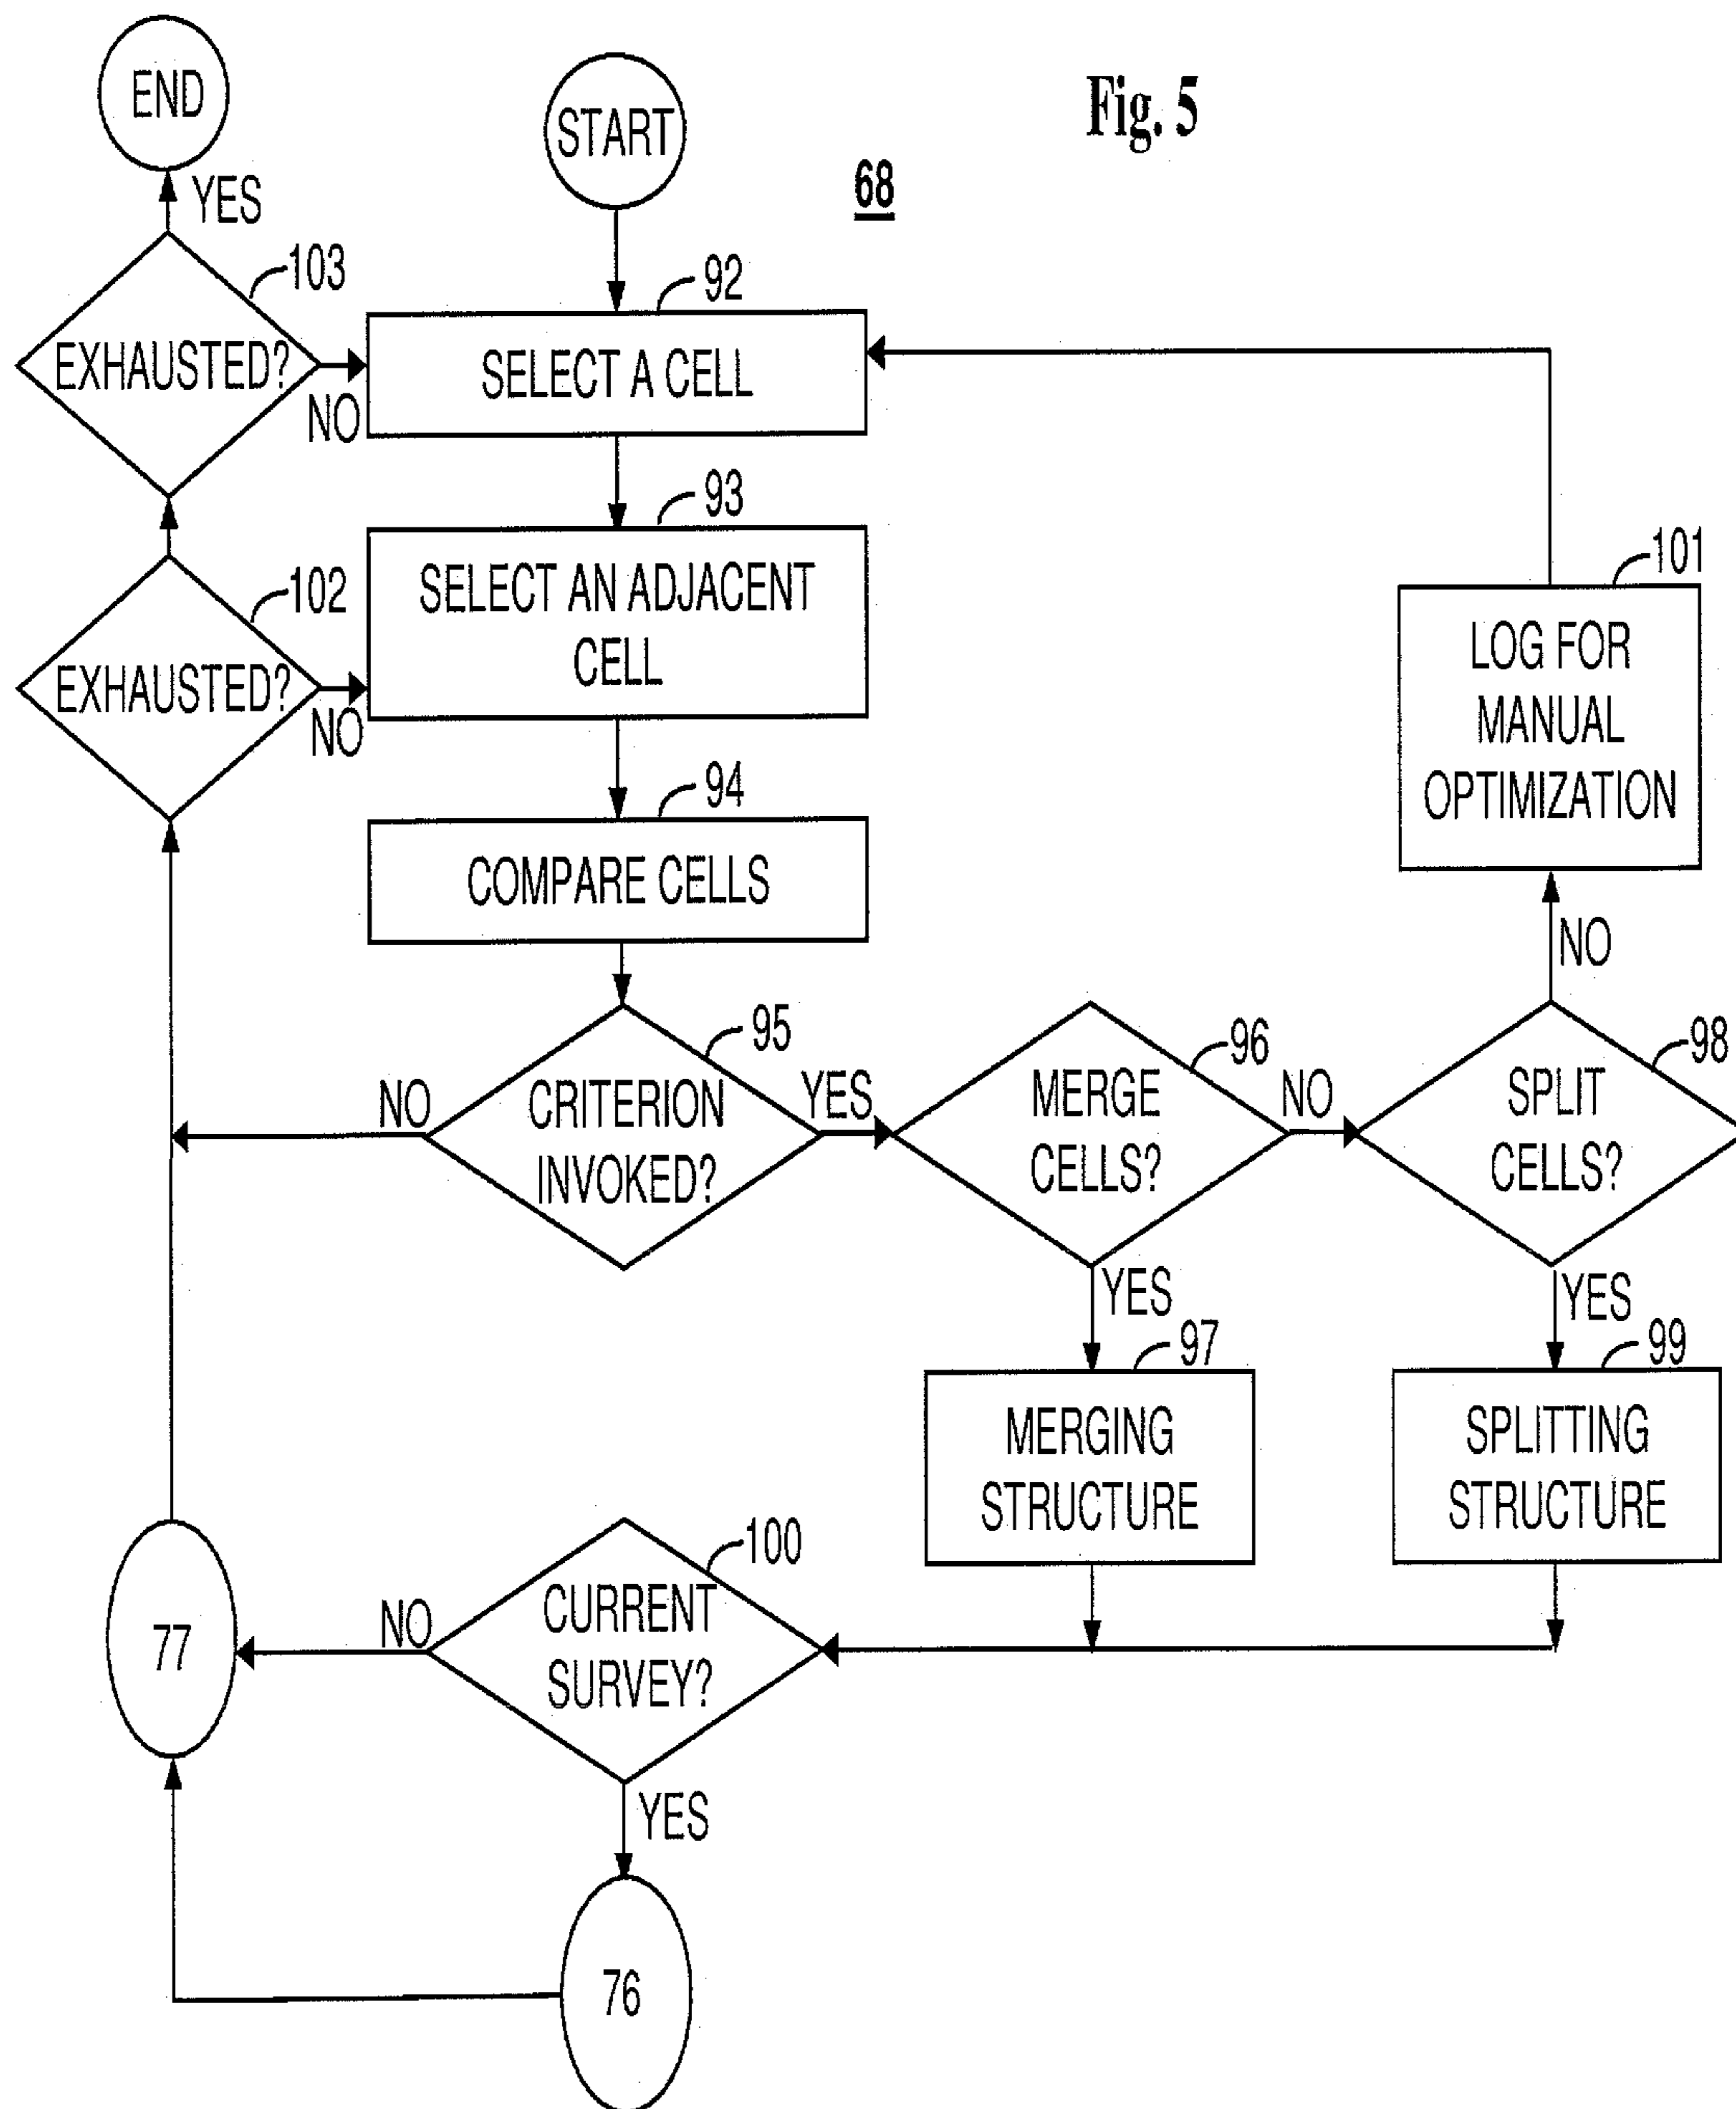 END
START
Fig. 5
68
YES
103
EXHAUSTED?
NO
92
SELECT A CELL
93
SELECT AN ADJACENT
CELL
102
EXHAUSTED?
NO
94
COMPARE CELLS
101
LOG FOR
MANUAL
OPTIMIZATION
NO
95
CRITERION
INVOKED?
NO
YES
96
MERGE
CELLS?
NO
98
SPLIT
CELLS?
YES
YES
97
MERGING
STRUCTURE
99
SPLITTING
STRUCTURE
100
CURRENT
SURVEY?
NO
77
YES
76